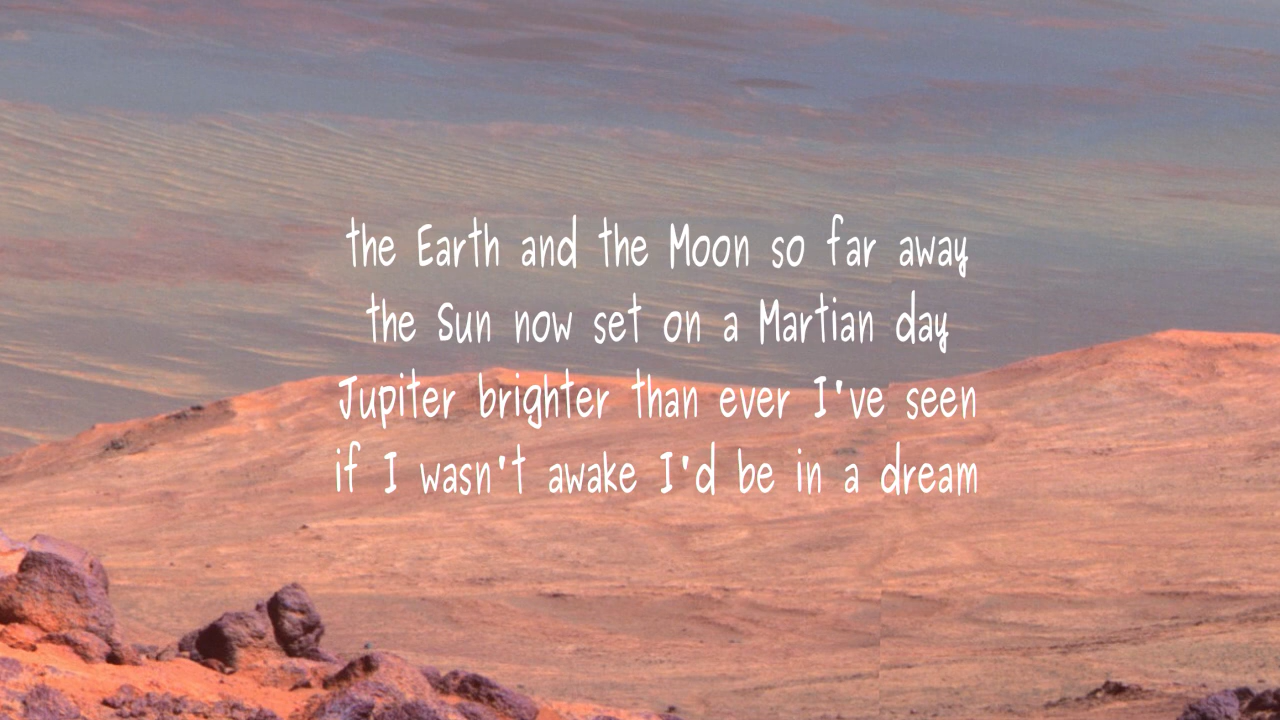 the Earth and the Moon so far away
the Sun now set on a Martian day
Jupiter brighter than ever I've seen
if I wasn't awake I'd be in a dream